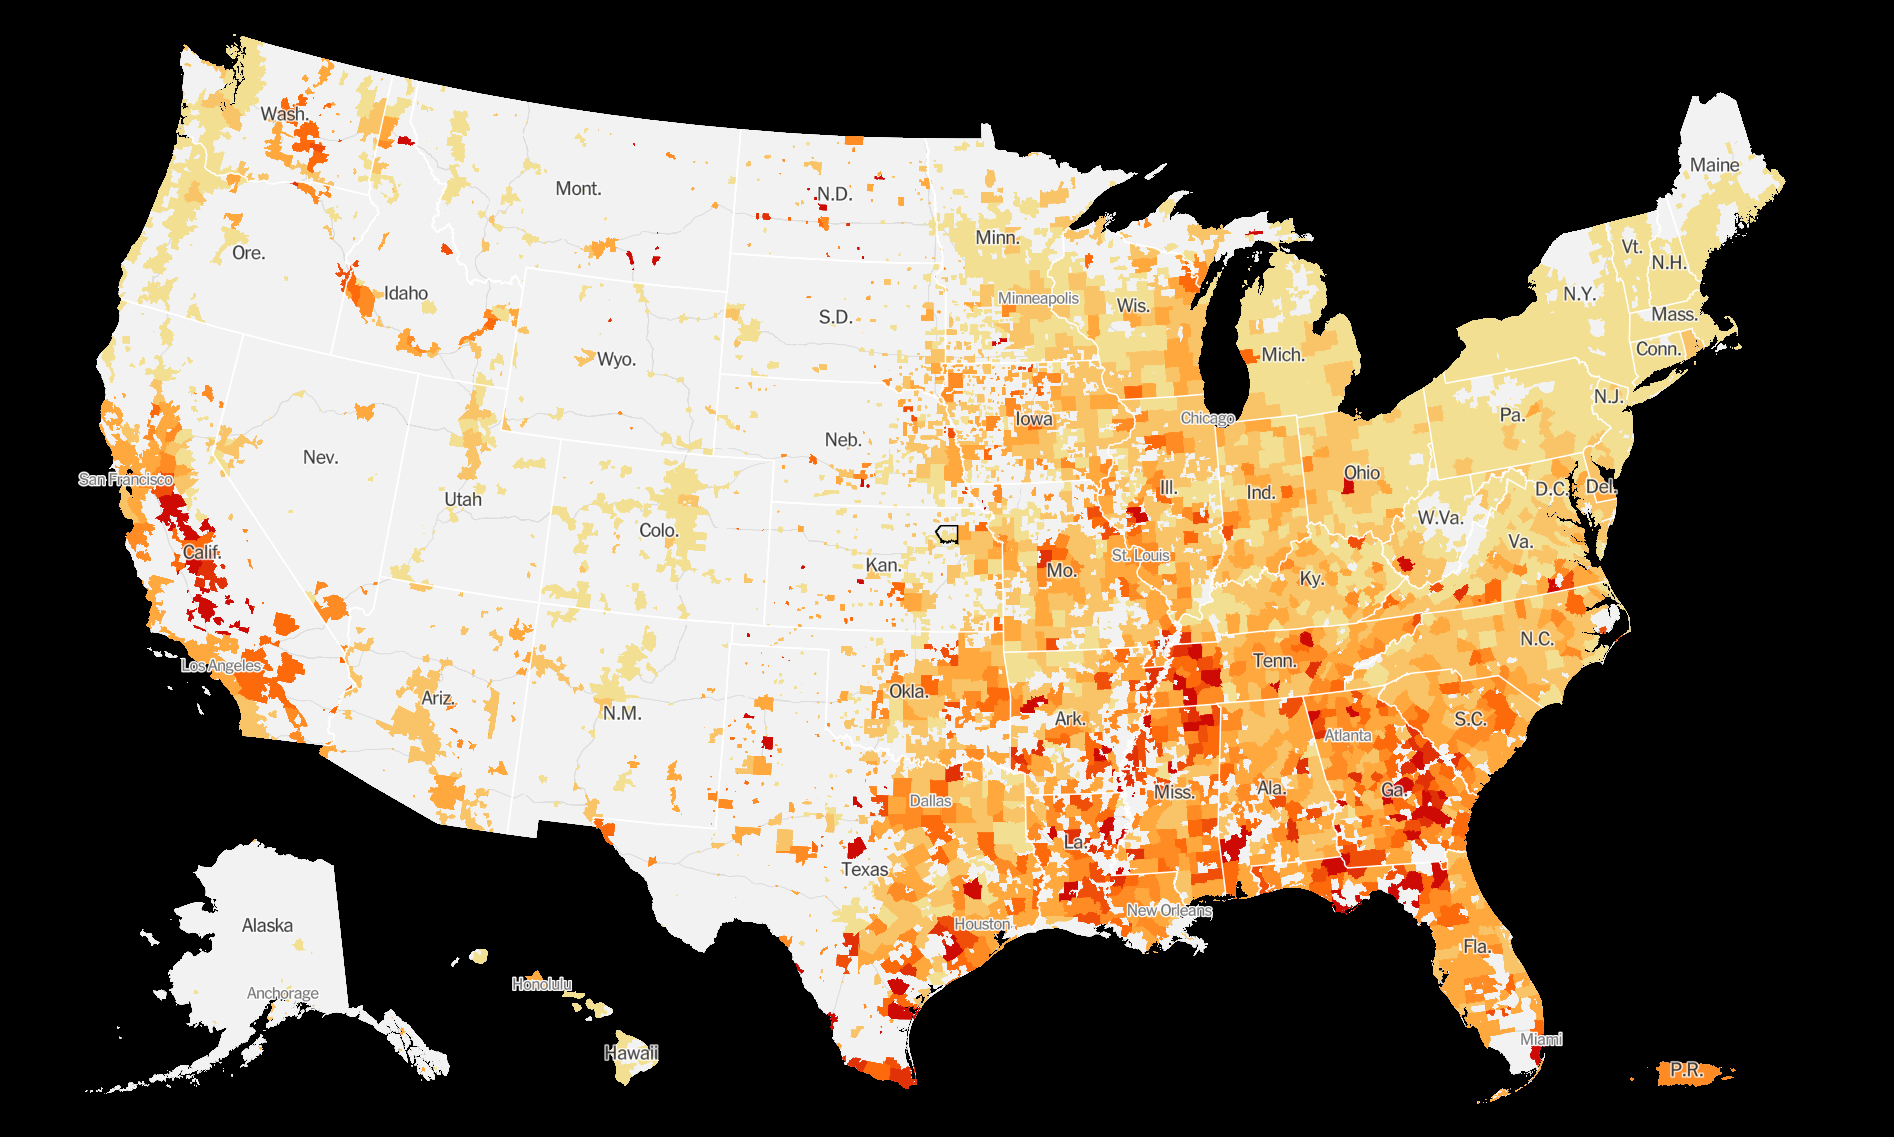 Maine
Wash.
Mont.
N.D.
Minn.
Vt.
N.H.
Ore.
Idaho
Minneapolis
Wis.
N.Y.
Mass.
S.D.
Conn.
Mich.
Wyo.
N.J.
Pa.
Chicago
Iowa
Neb.
Nev.
Ohio
San Francisco
Utah
Ill.
Ind.
D.C.
Del.
W.Va.
Colo.
Va.
Calif.
St. Louis
Kan.
Mo.
Ky.
N.C.
Los Angeles
Tenn.
Okla.
Ariz.
N.M.
Ark.
S.C.
Atlanta
Dallas
Miss.
Ala.
Ga.
La.
Texas
New Orleans
Houston
Alaska
Fla.
Honolulu
Anchorage
Miami
Hawaii
P.R.